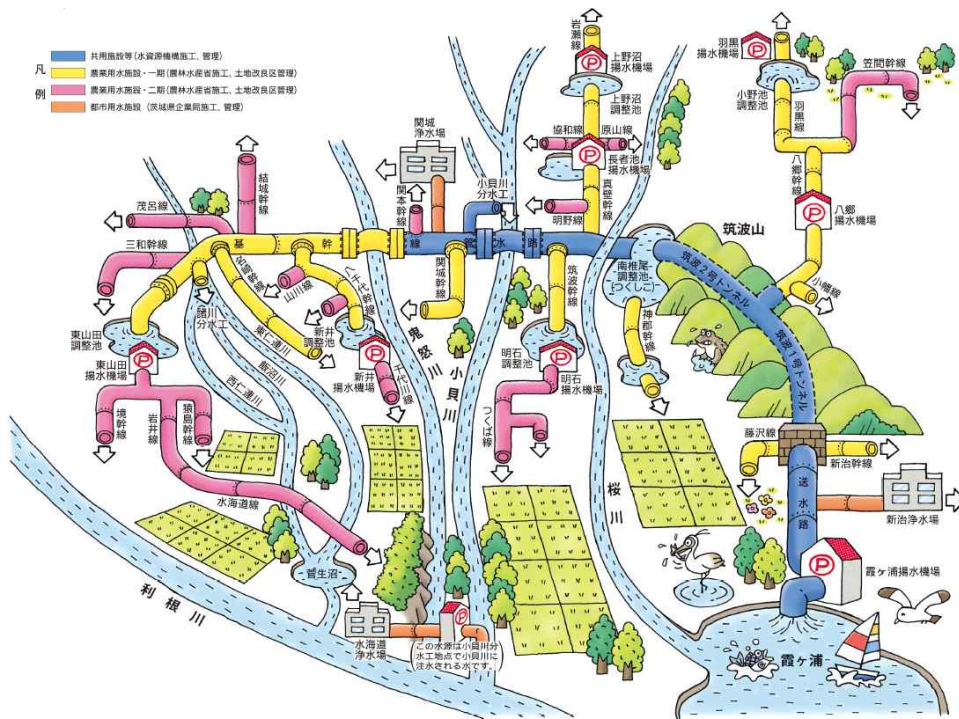 凡例
共用施設等(水資源機構施工、管理)
農業用水施設・一期(農林水産省施工、土地改良区管理)
農業用水施設・二期(農林水産省施工、土地改良区管理)
都市用水施設 (茨城県企業局施工、管理)
岩瀬線
上野沼
揚水機場
上野沼
調整池
羽黒
揚水機場
小野池
調整池
羽黒線
笠間幹線
協和線
原山線
長者池
揚水機場
八郷幹線
八郷
揚水機場
関城
浄水場
小貝川
分水工
関本幹線
明野線
真壁幹線
結城幹線
茂呂線
三和幹線
基幹線管水路
関城幹線
筑波幹線
南椎尾
調整池
(つくしこ)
筑波山
筑波2号トンネル
筑波1号トンネル
小幡線
山川線
八千代幹線
諸川
分水工
東仁連川
新井
調整池
新井
揚水機場
千代川線
鬼怒川
小貝川
明石
調整池
明石
揚水機場
つくば線
神郡幹線
東山田
調整池
東山田
揚水機場
飯沼川
西仁連川
境幹線
岩井線
猿島幹線
水海道線
桜川
藤沢線
新治幹線
送水路
新治浄水場
霞ヶ浦揚水機場
霞ヶ浦
菅生沼
利根川
水海道
浄水場
(この水源は小貝川分
水工地点で小貝川に
注水される水です。)
P
P
P
P
P
P
P
P
P